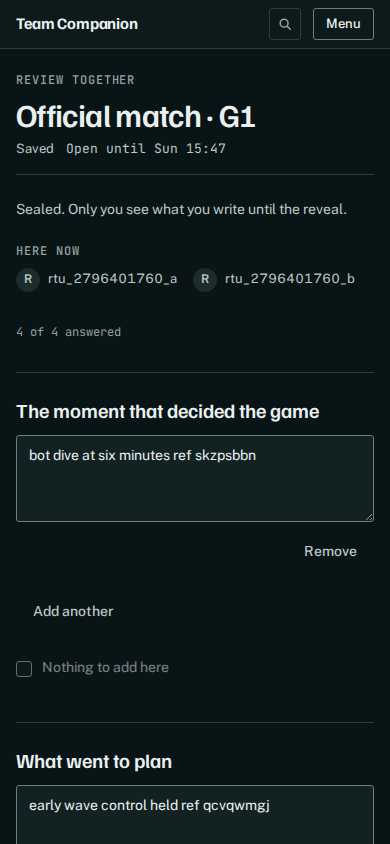 Team Companion
Menu
REVIEW TOGETHER
Official match · G1
Saved Open until Sun 15:47
Sealed. Only you see what you write until the reveal.
HERE NOW
R rtu_2796401760_a R rtu_2796401760_b
4 of 4 answered
The moment that decided the game
bot dive at six minutes ref skzpsbbn
Remove
Add another
Nothing to add here
What went to plan
early wave control held ref qcvqwmgj